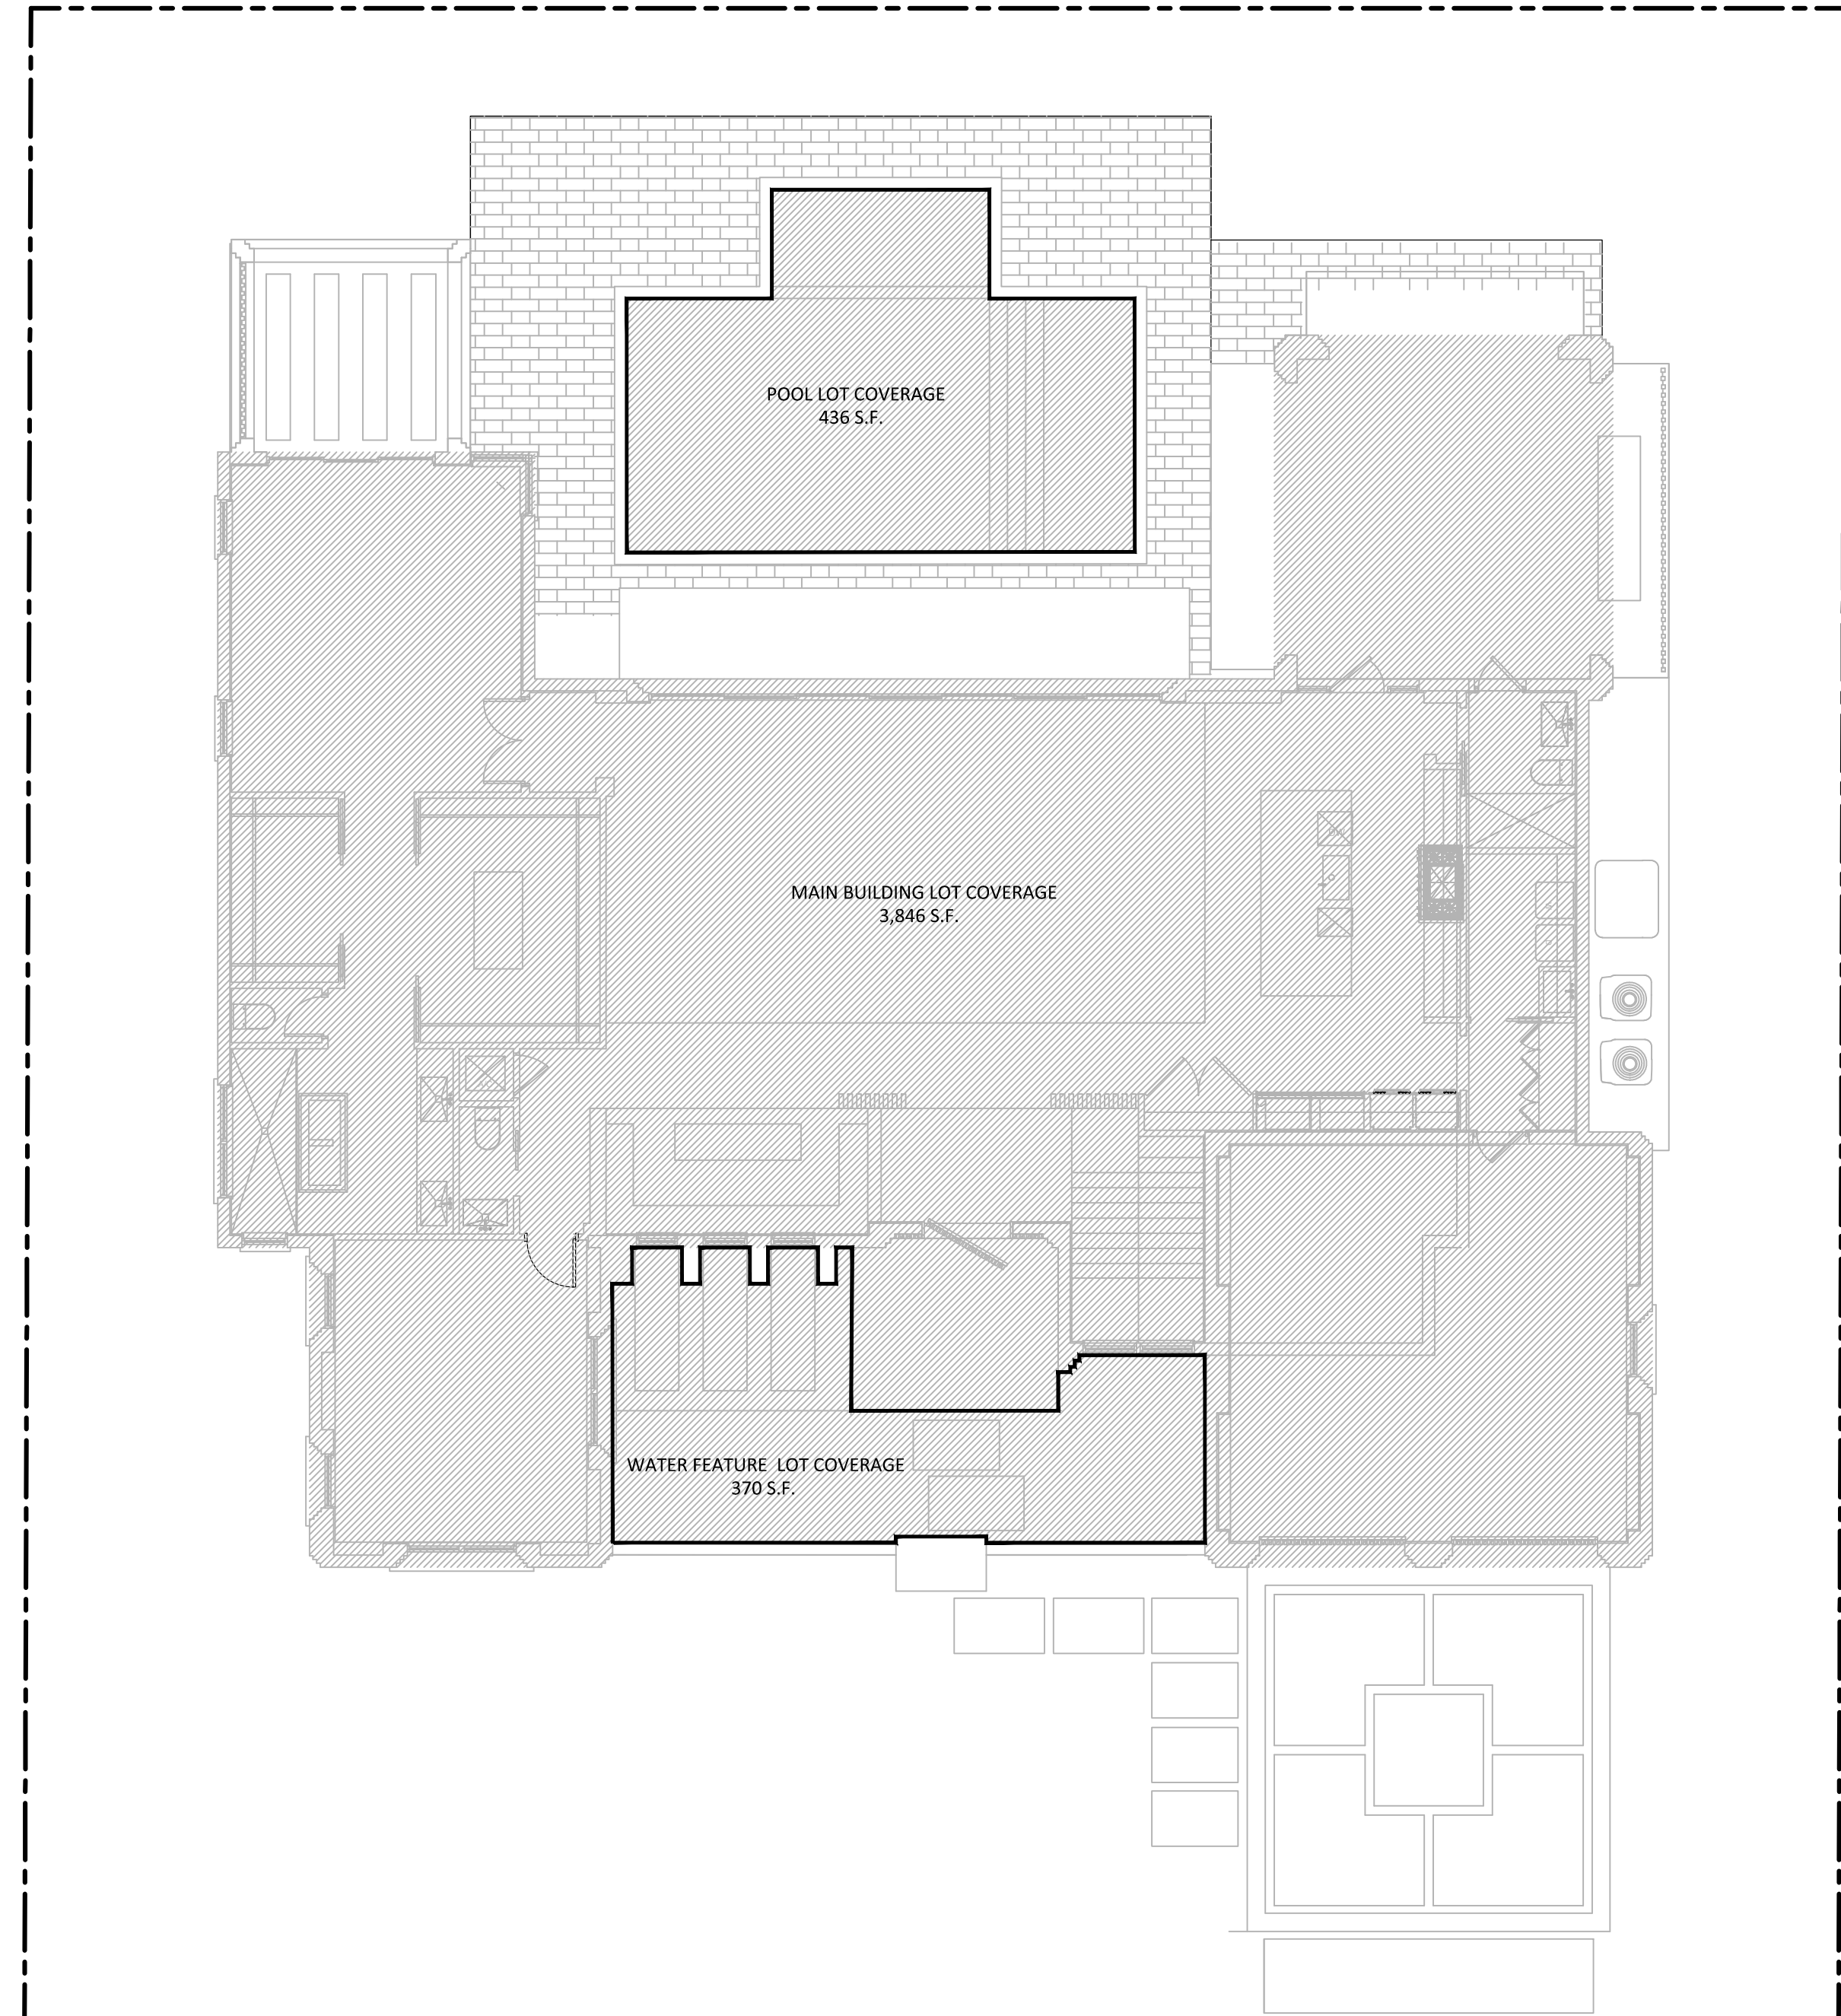 POOL LOT COVERAGE
436 S.F.
MAIN BUILDING LOT COVERAGE
3,846 S.F.
WATER FEATURE LOT COVERAGE
370 S.F.